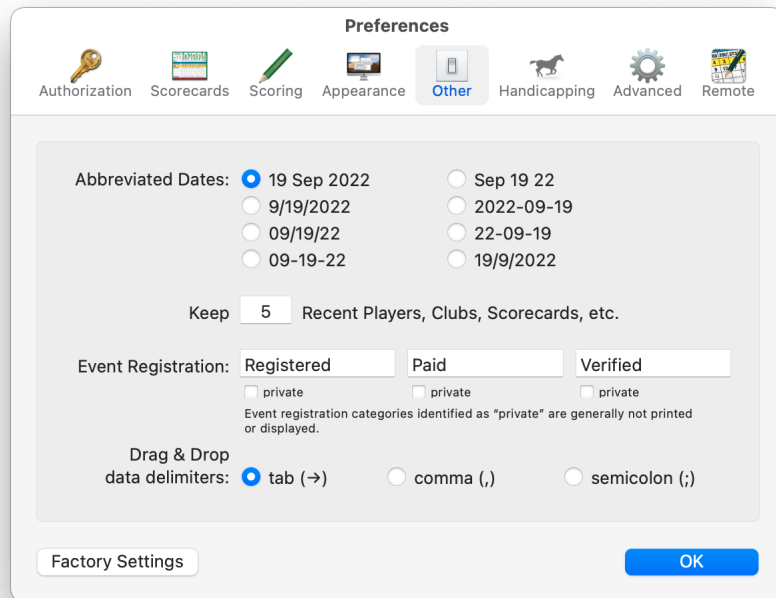 Preferences
Authorization Scorecards Scoring Appearance Other Handicapping Advanced Remote
Abbreviated Dates: 19 Sep 2022 Sep 19 22
9/19/2022 2022-09-19
09/19/22 22-09-19
09-19-22 19/9/2022
Keep 5 Recent Players, Clubs, Scorecards, etc.
Event Registration: Registered Paid Verified
private private private
Event registration categories identified as “private” are generally not printed
or displayed.
Drag & Drop
data delimiters: tab (→) comma (,) semicolon (;)
Factory Settings OK